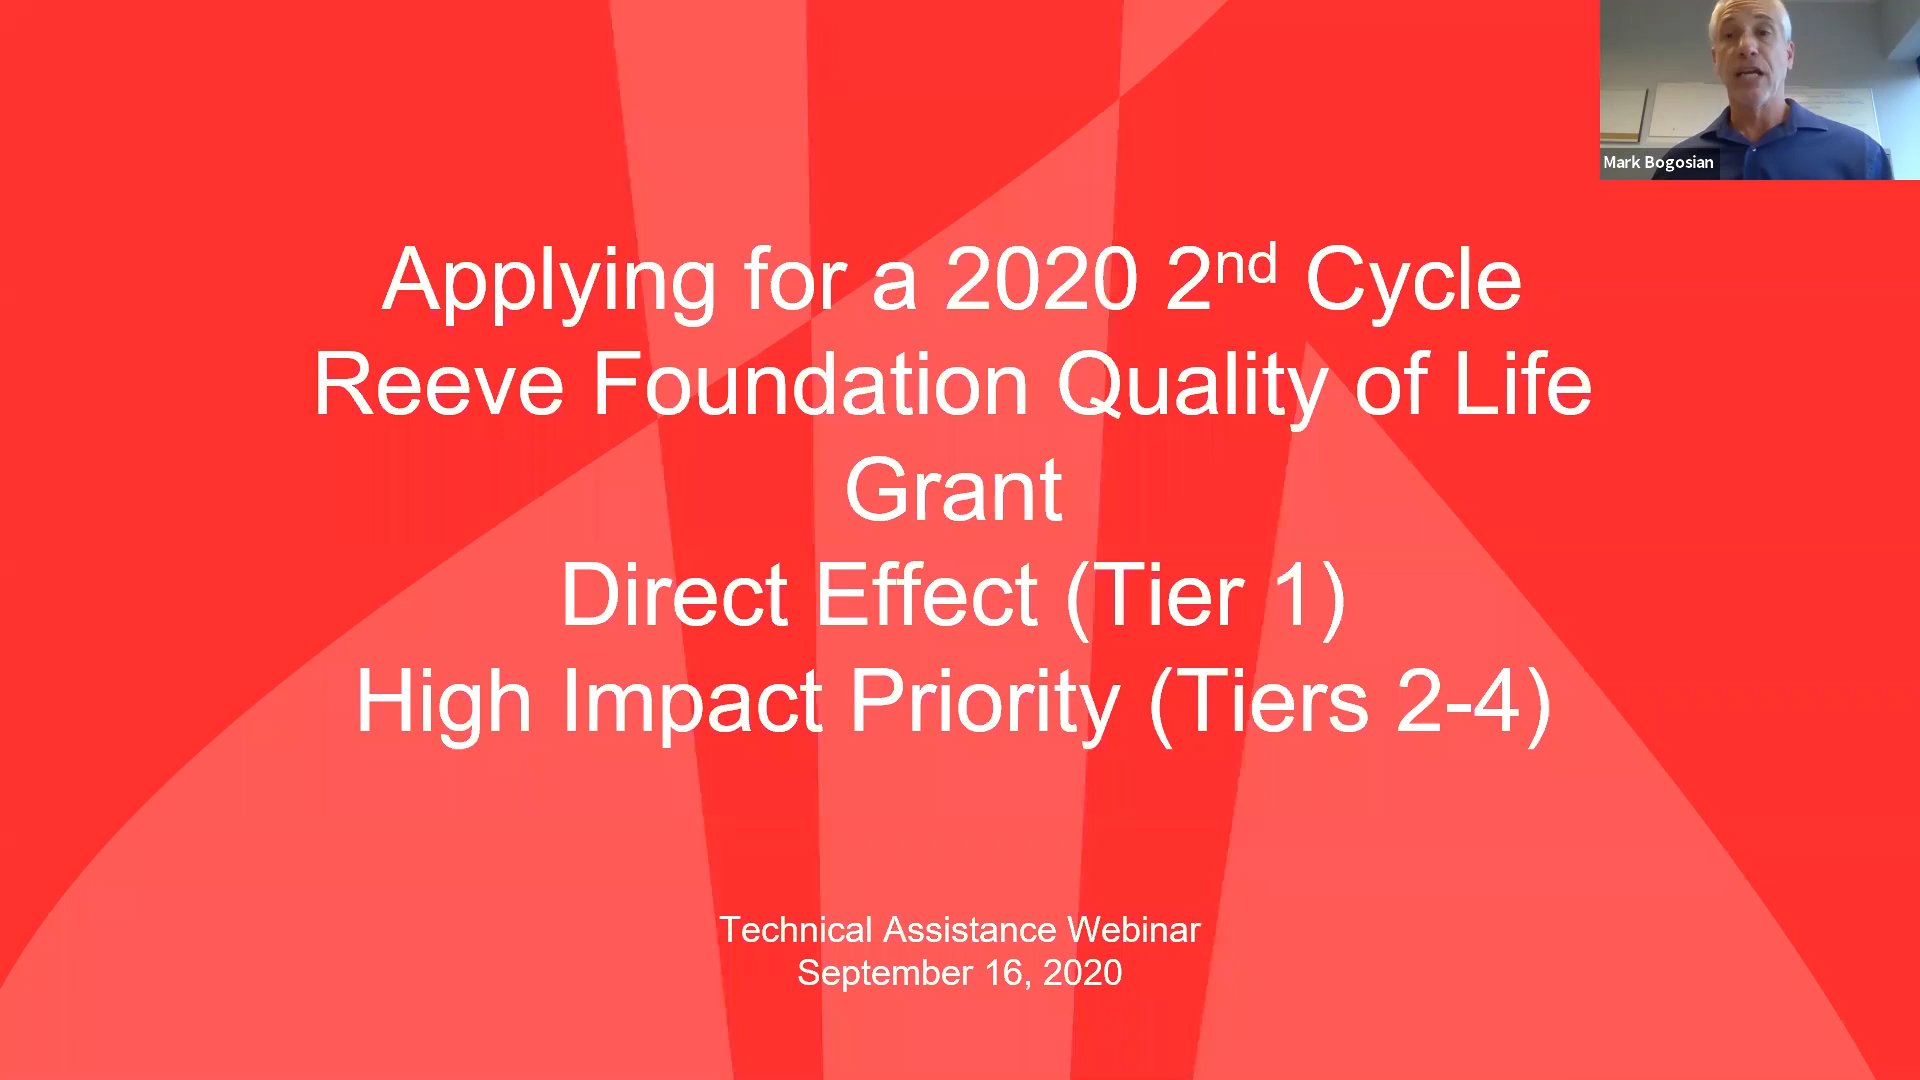 Mark Bogosian
Applying for a 2020 2nd Cycle
Reeve Foundation Quality of Life
Grant
Direct Effect (Tier 1)
High Impact Priority (Tiers 2-4)
Technical Assistance Webinar
September 16, 2020